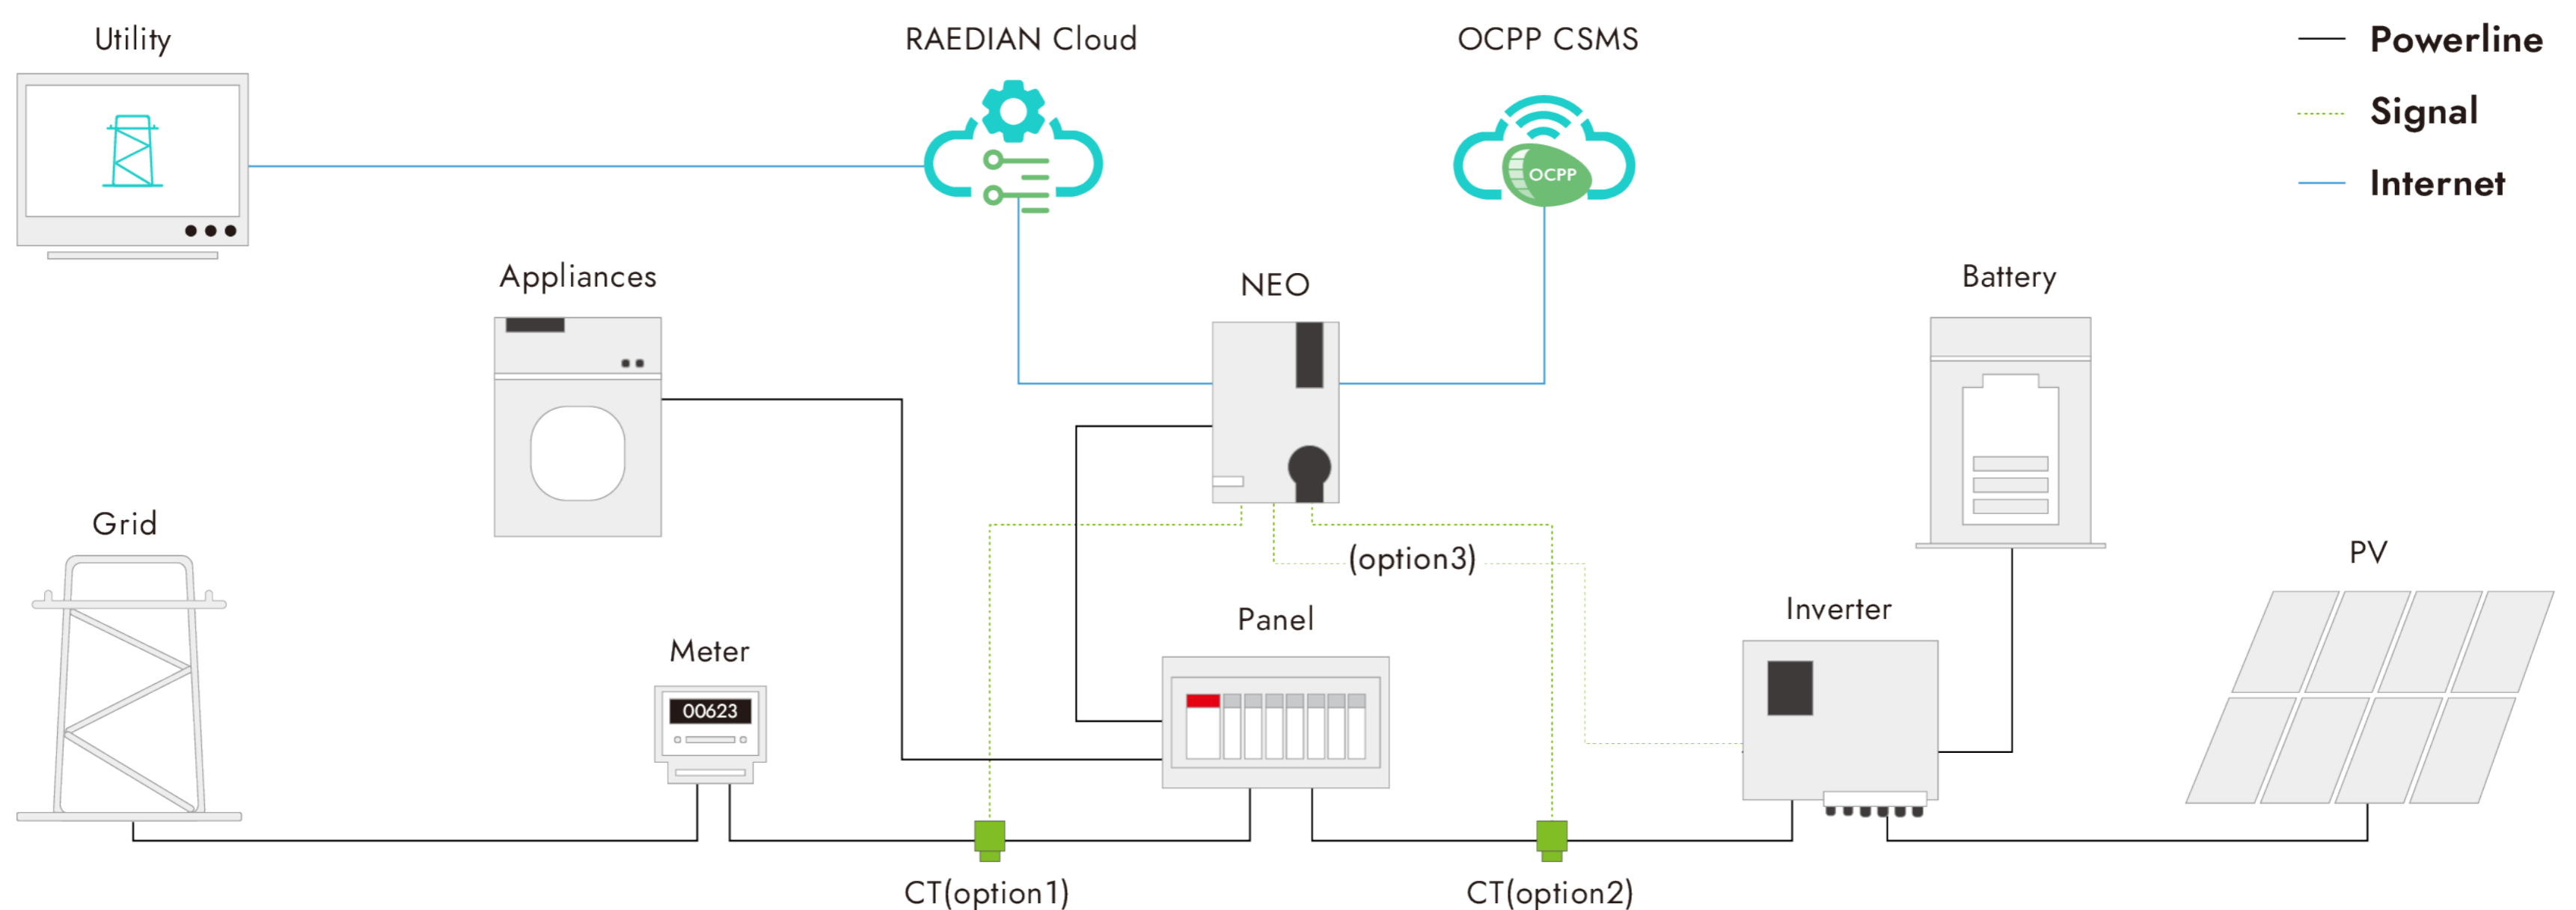 Utility
RAEDIAN Cloud
OCPP CSMS
Powerline
Signal
Internet
OCPP
Appliances
NEO
Battery
Grid
(option3)
PV
Panel
Inverter
Meter
00623
CT(option1)
CT(option2)